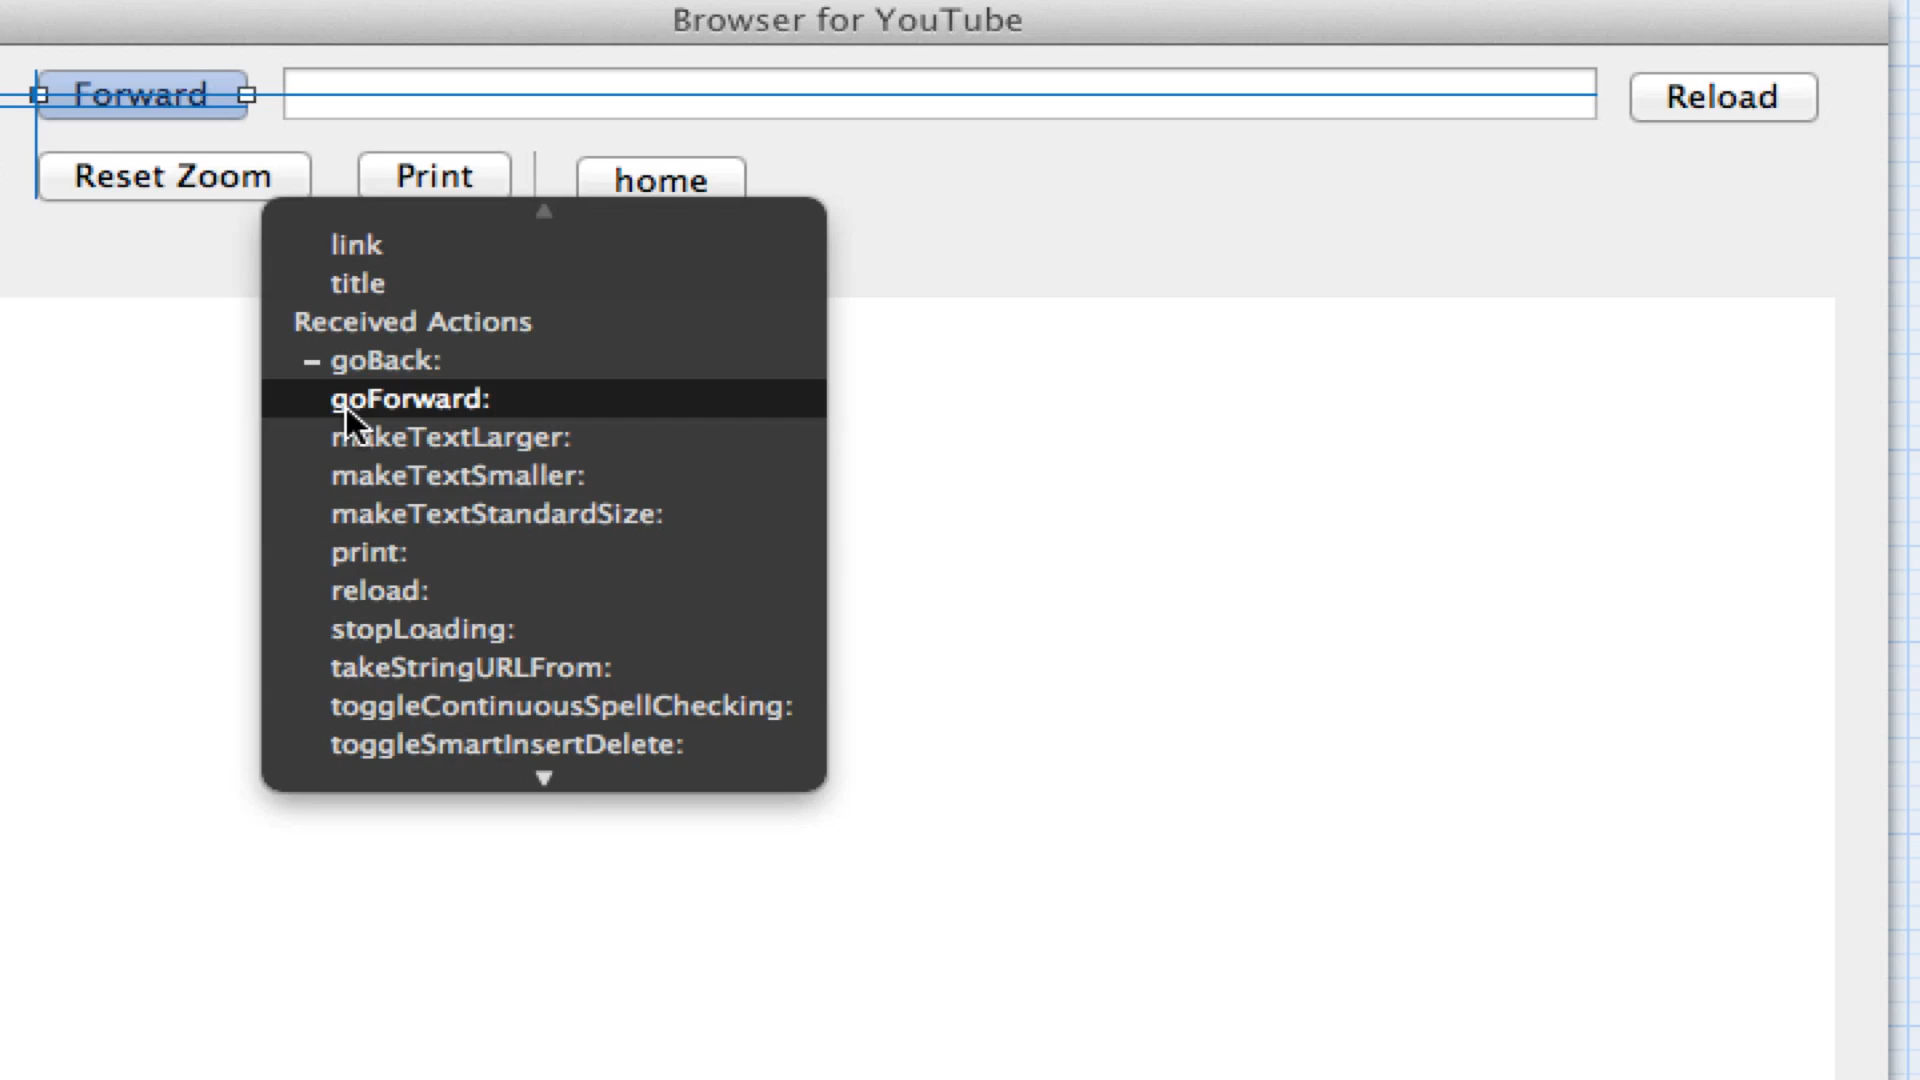 Browser for YouTube
Forward
Reload
Reset Zoom
Print
home
link
title
Received Actions
– goBack:
goForward:
makeTextLarger:
makeTextSmaller:
makeTextStandardSize:
print:
reload:
stopLoading:
takeStringURLFrom:
toggleContinuousSpellChecking:
toggleSmartInsertDelete: